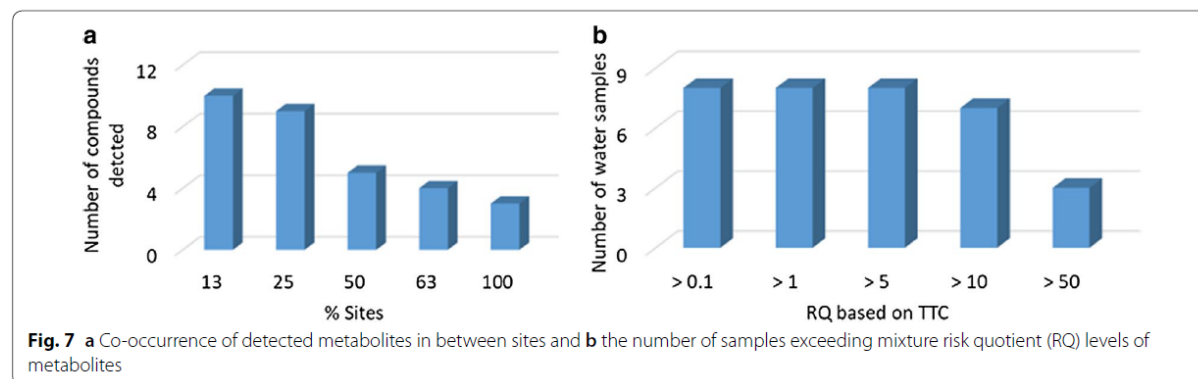 a
Number of compounds
detcted
12
8
4
0
13 25 50 63 100
% Sites
b
Number of water samples
9
6
3
0
> 0.1 > 1 > 5 > 10 > 50
RQ based on TTC
Fig. 7 a Co-occurrence of detected metabolites in between sites and b the number of samples exceeding mixture risk quotient (RQ) levels of
metabolites